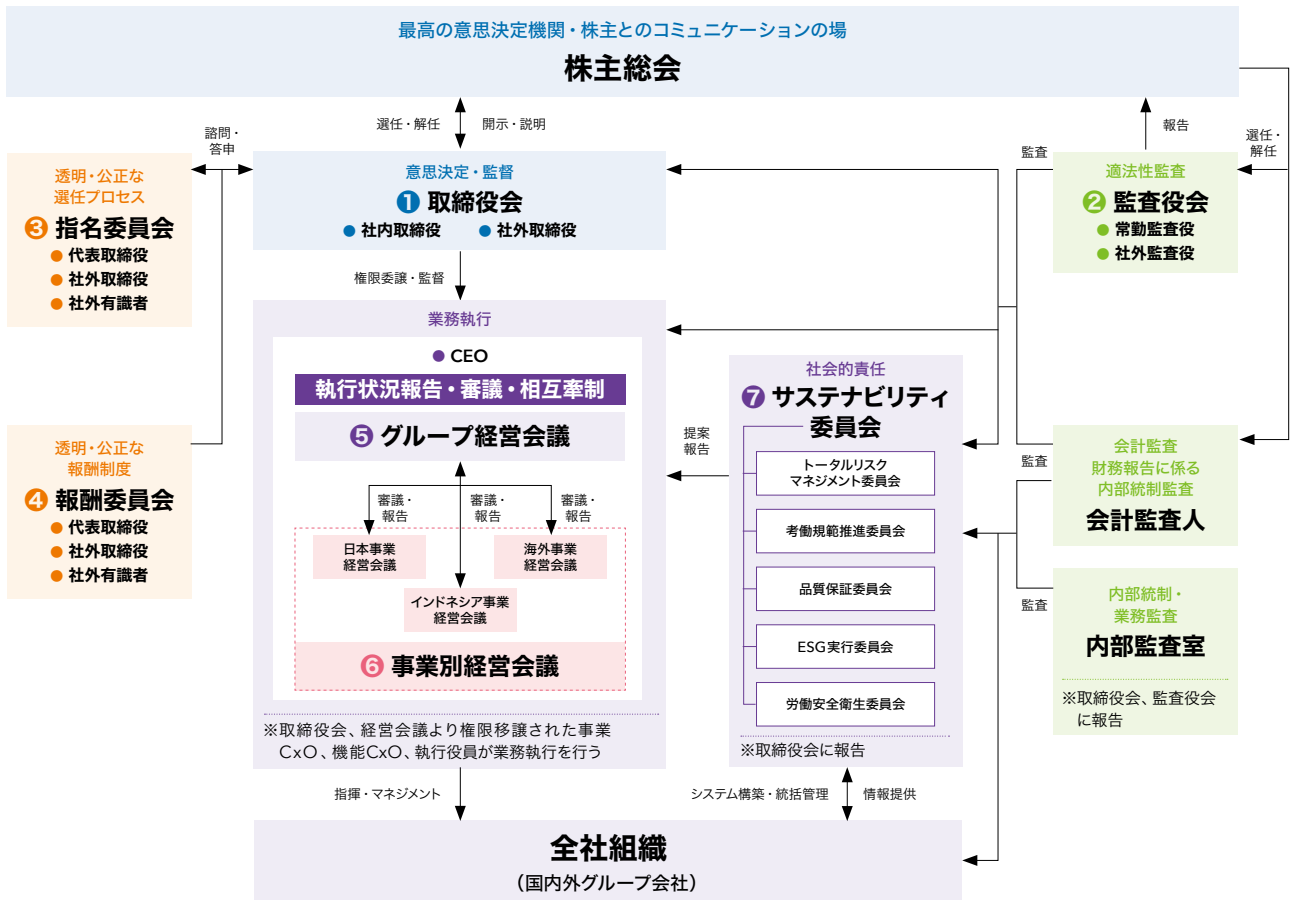 最高の意思決定機関・株主とのコミュニケーションの場
株主総会
選任・解任
開示・説明
報告
選任・
解任
諮問・
答申
監査
透明・公正な
選任プロセス
❸ 指名委員会
● 代表取締役
● 社外取締役
● 社外有識者
意思決定・監督
❶ 取締役会
● 社内取締役
● 社外取締役
適法性監査
❷ 監査役会
● 常勤監査役
● 社外監査役
権限委譲・監督
業務執行
● CEO
執行状況報告・審議・相互牽制
❺ グループ経営会議
審議・
報告
審議・
報告
審議・
報告
日本事業
経営会議
海外事業
経営会議
インドネシア事業
経営会議
❻ 事業別経営会議
※取締役会、経営会議より権限移譲された事業
CxO、機能CxO、執行役員が業務執行を行う
透明・公正な
報酬制度
❹ 報酬委員会
● 代表取締役
● 社外取締役
● 社外有識者
提案
報告
社会的責任
❼ サステナビリティ
委員会
トータルリスク
マネジメント委員会
考働規範推進委員会
品質保証委員会
ESG実行委員会
労働安全衛生委員会
※取締役会に報告
監査
会計監査
財務報告に係る
内部統制監査
会計監査人
監査
内部統制・
業務監査
内部監査室
※取締役会、監査役会
に報告
指揮・マネジメント
システム構築・統括管理
情報提供
全社組織
（国内外グループ会社）